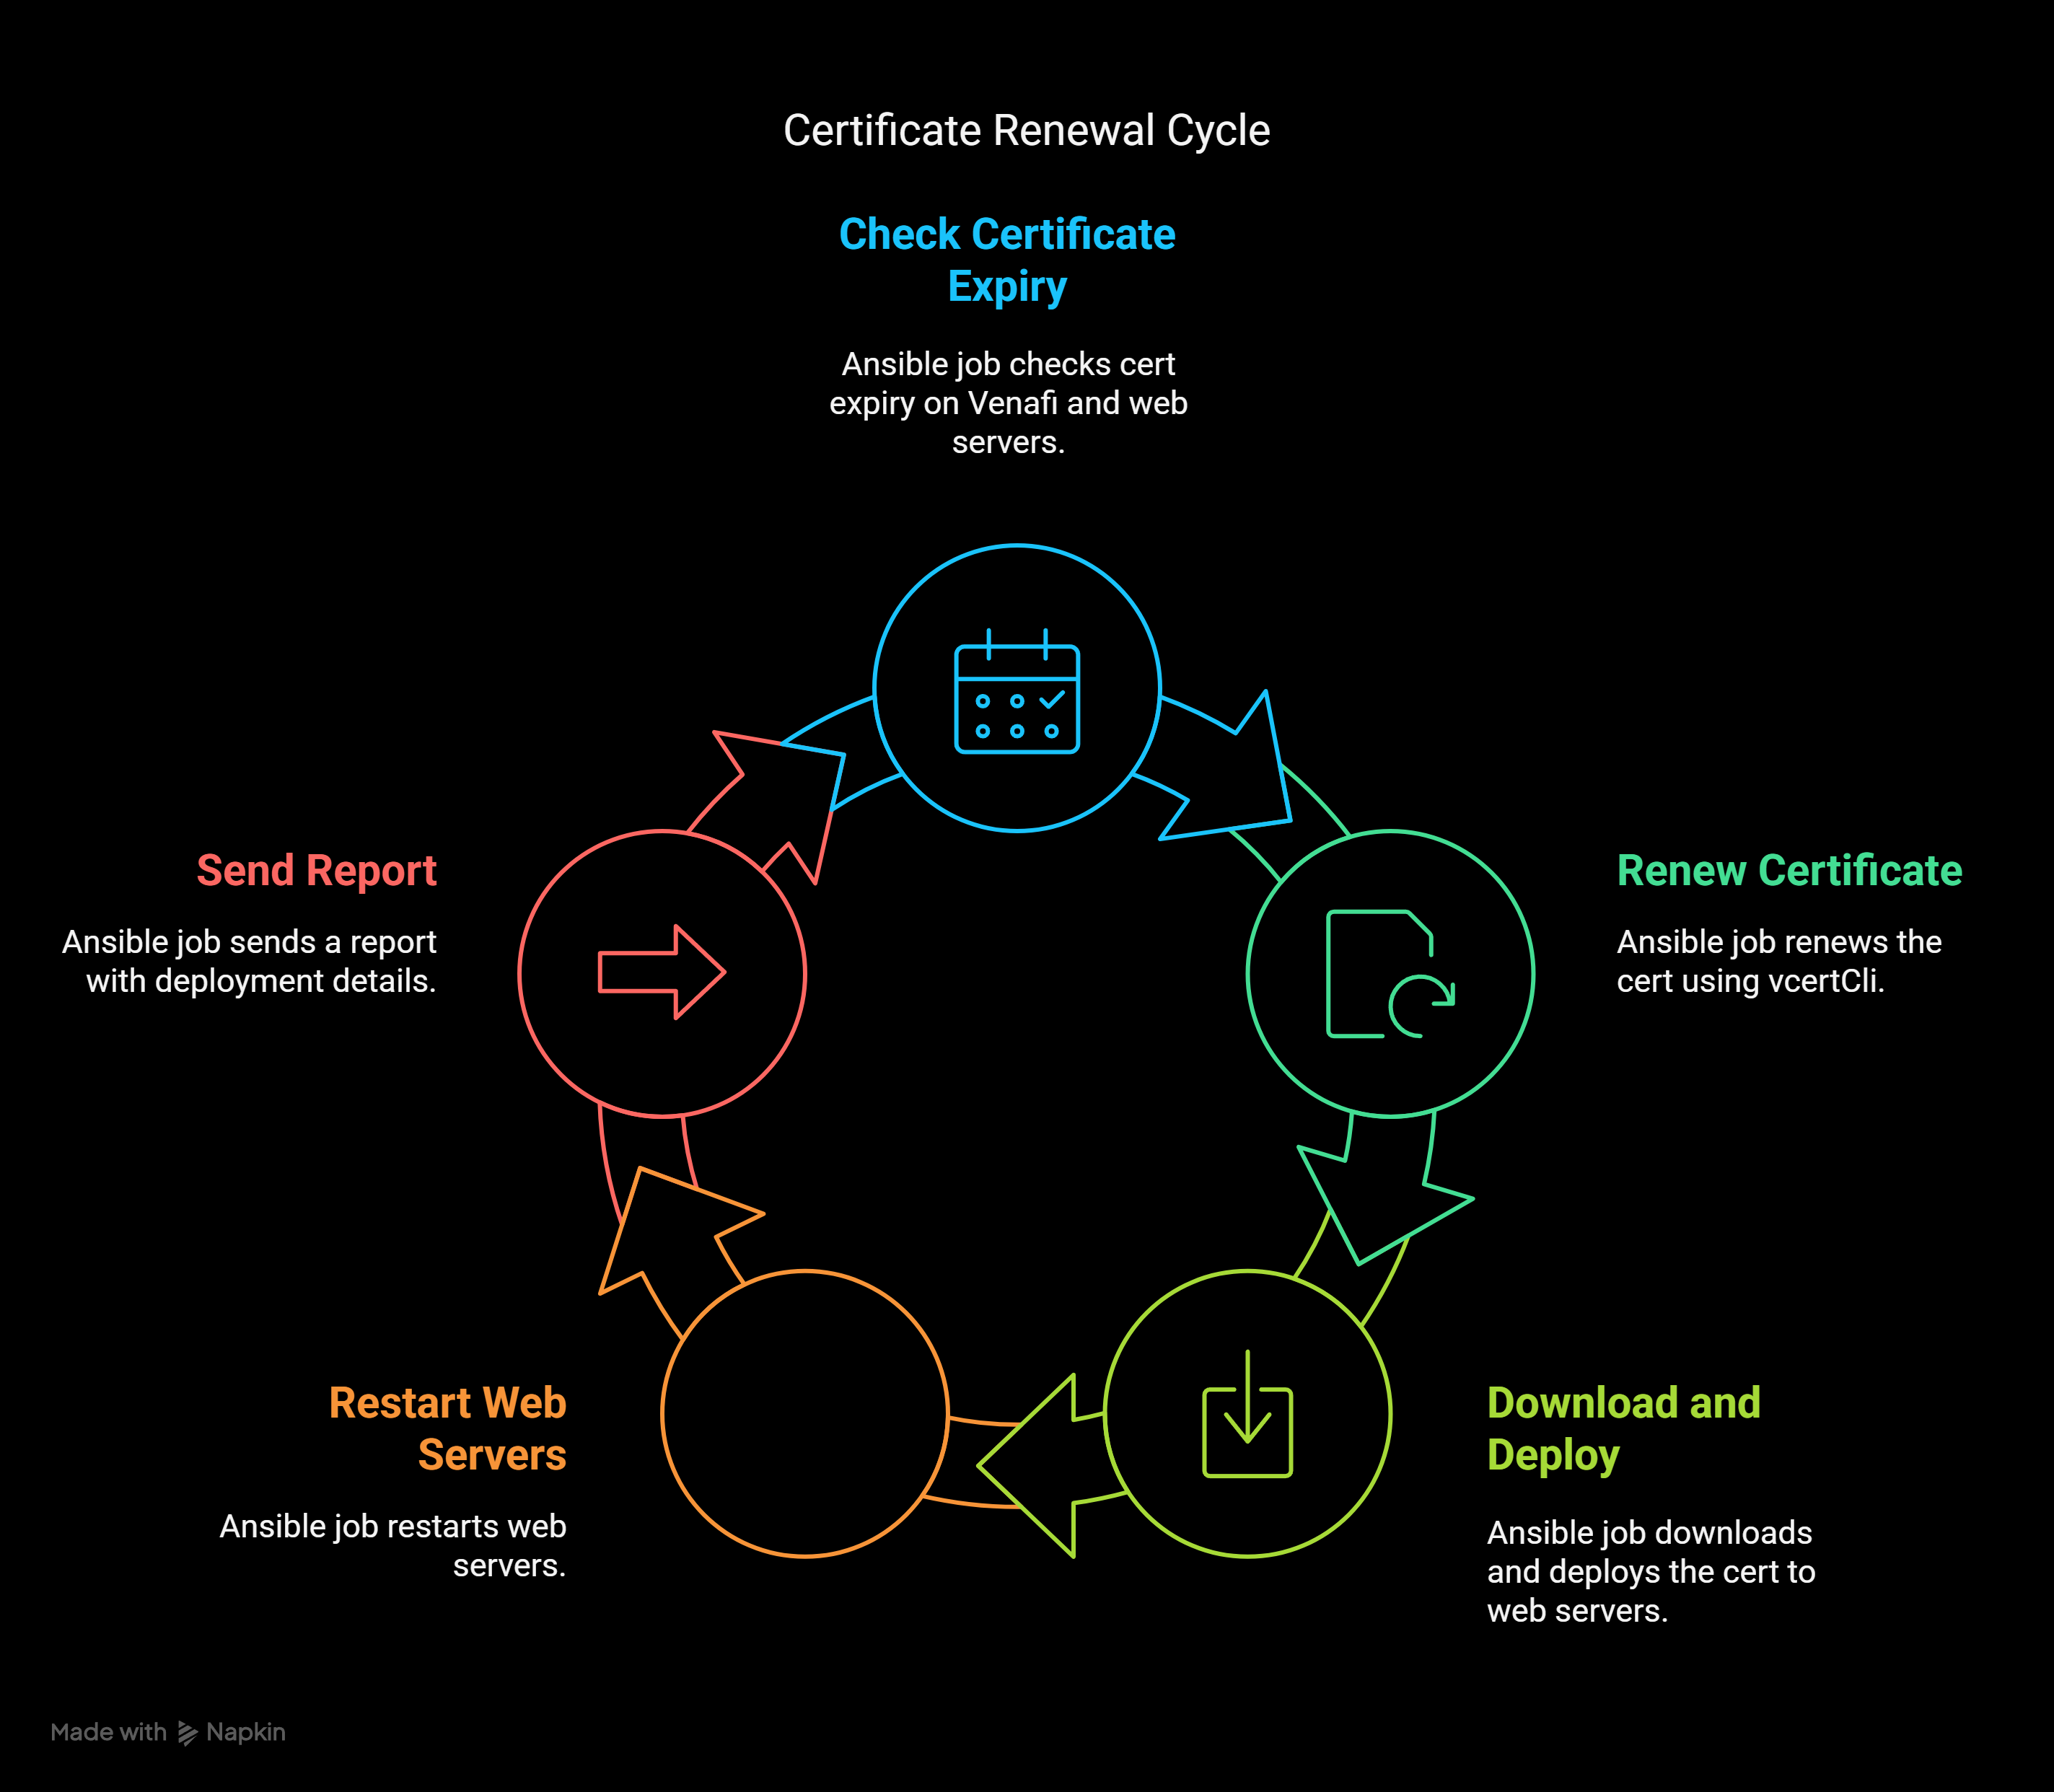 Certificate Renewal Cycle
Check Certificate
Expiry
Ansible job checks cert
expiry on Venafi and web
servers.
Send Report
Ansible job sends a report
with deployment details.
Renew Certificate
Ansible job renews the
cert using vcertCli.
Restart Web
Servers
Ansible job restarts web
servers.
Download and
Deploy
Ansible job downloads
and deploys the cert to
web servers.
Made with Napkin